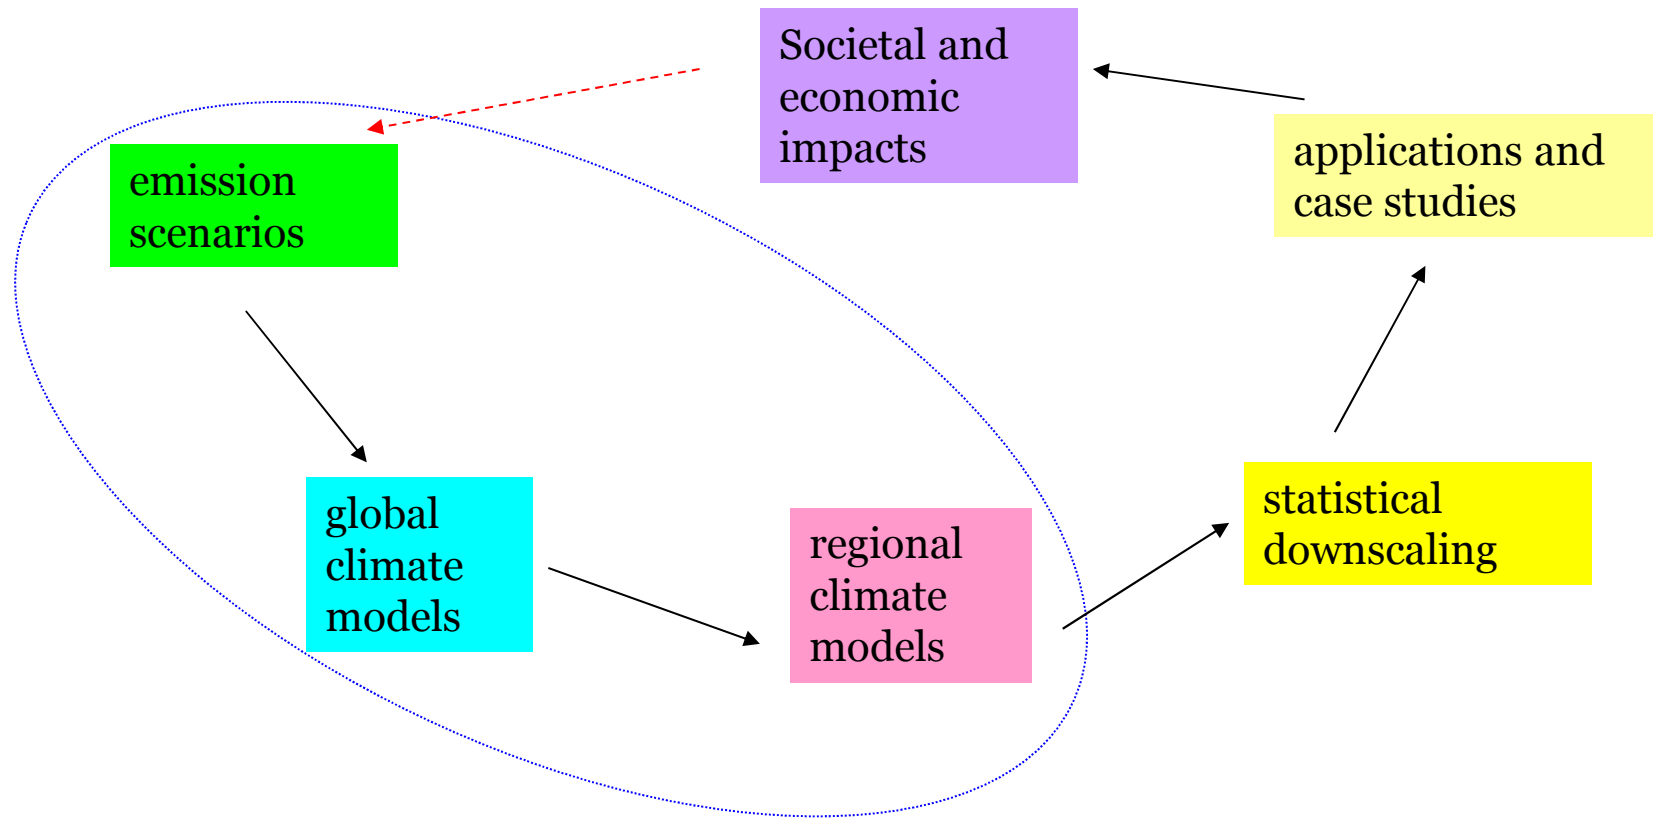 Societal and
economic
impacts
applications and
case studies
emission
scenarios
statistical
downscaling
global
climate
models
regional
climate
models